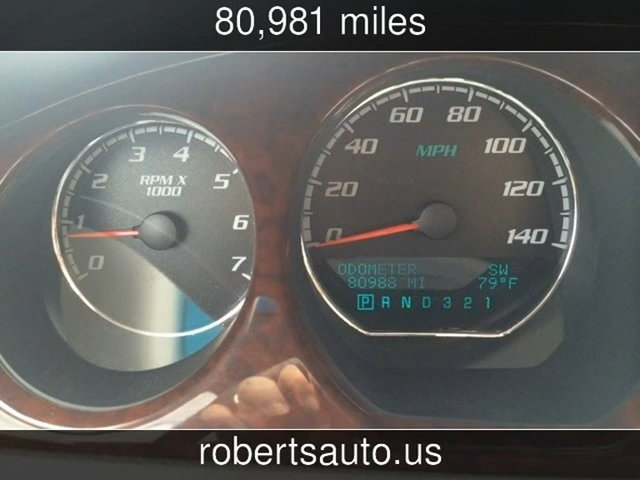 80,981 miles
3 4
2 5
RPM X
1000
1 6
0 7
60 80
40 100
MPH
20 120
0 140
ODOMETER SW
80988 MI 79°F
P R N D 3 2 1
robertsauto.us